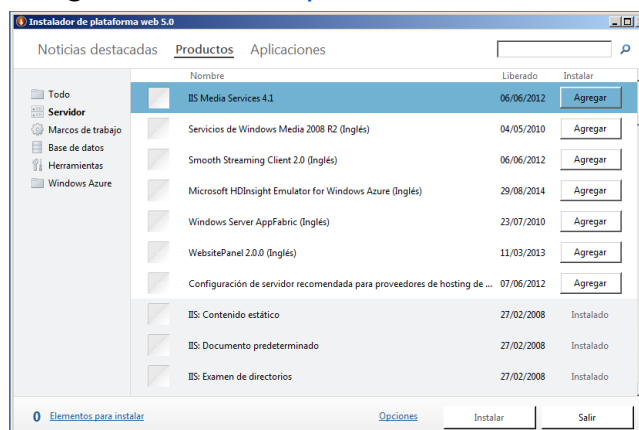 Instalador de plataforma web 5.0
Noticias destacadas Productos Aplicaciones
Nombre Liberado Instalar
Todo
Servidor
Marcos de trabajo
Base de datos
Herramientas
Windows Azure
IIS Media Services 4.1 06/06/2012 Agregar
Servicios de Windows Media 2008 R2 (Inglés) 04/05/2010 Agregar
Smooth Streaming Client 2.0 (Inglés) 06/06/2012 Agregar
Microsoft HDInsight Emulator for Windows Azure (Inglés) 29/08/2014 Agregar
Windows Server AppFabric (Inglés) 23/07/2010 Agregar
WebsitePanel 2.0.0 (Inglés) 11/03/2013 Agregar
Configuración de servidor recomendada para proveedores de hosting de ... 07/06/2012 Agregar
IIS: Contenido estático 27/02/2008 Instalado
IIS: Documento predeterminado 27/02/2008 Instalado
IIS: Examen de directorios 27/02/2008 Instalado
0 Elementos para instalar Opciones Instalar Salir